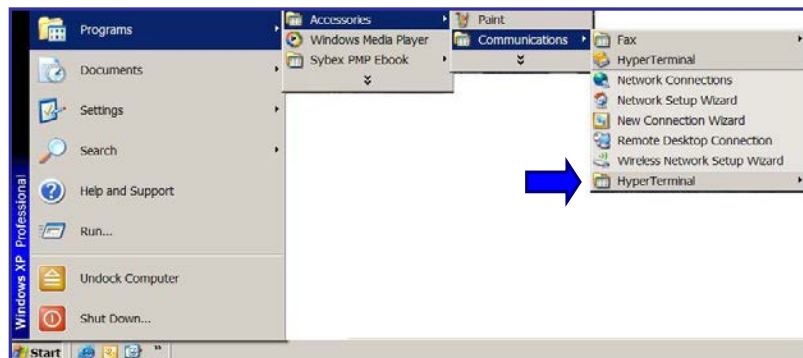 Programs
Documents
Settings
Search
Help and Support
Run...
Undock Computer
Shut Down...
Windows XP Professional
Start
"
Accessories
Windows Media Player
Sybex PMP Ebook
Paint
Communications
Fax
HyperTerminal
Network Connections
Network Setup Wizard
New Connection Wizard
Remote Desktop Connection
Wireless Network Setup Wizard
HyperTerminal